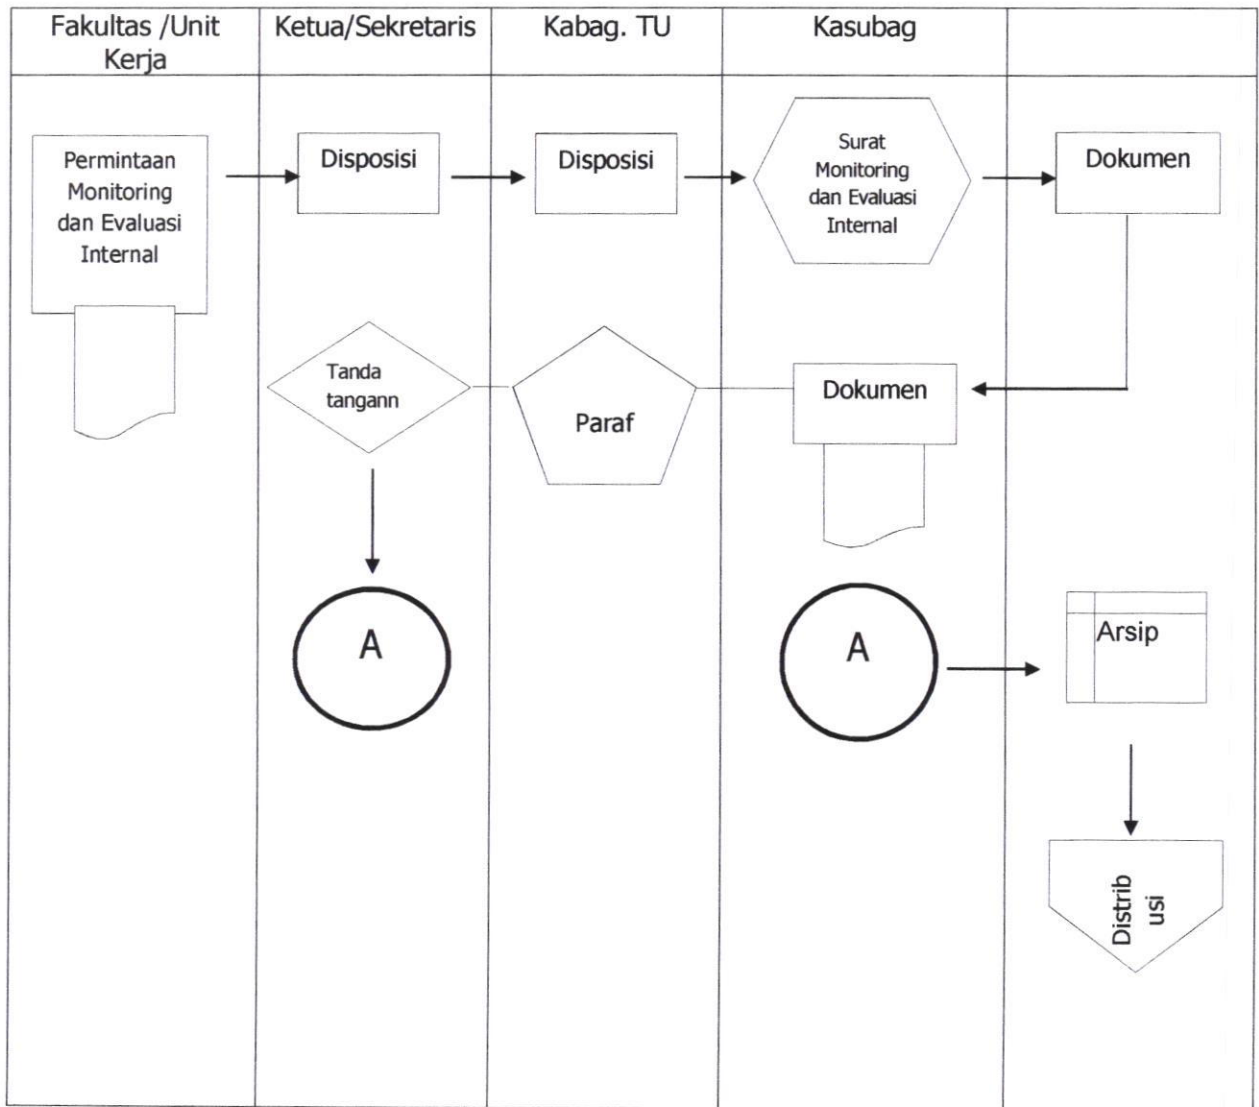 Fakultas /Unit
Kerja
Ketua/Sekretaris
Kabag. TU
Kasubag
Permintaan
Monitoring
dan Evaluasi
Internal
Disposisi
Disposisi
Surat
Monitoring
dan Evaluasi
Internal
Dokumen
Tanda
tangann
Paraf
Dokumen
A
A
Arsip
Distrib
usi